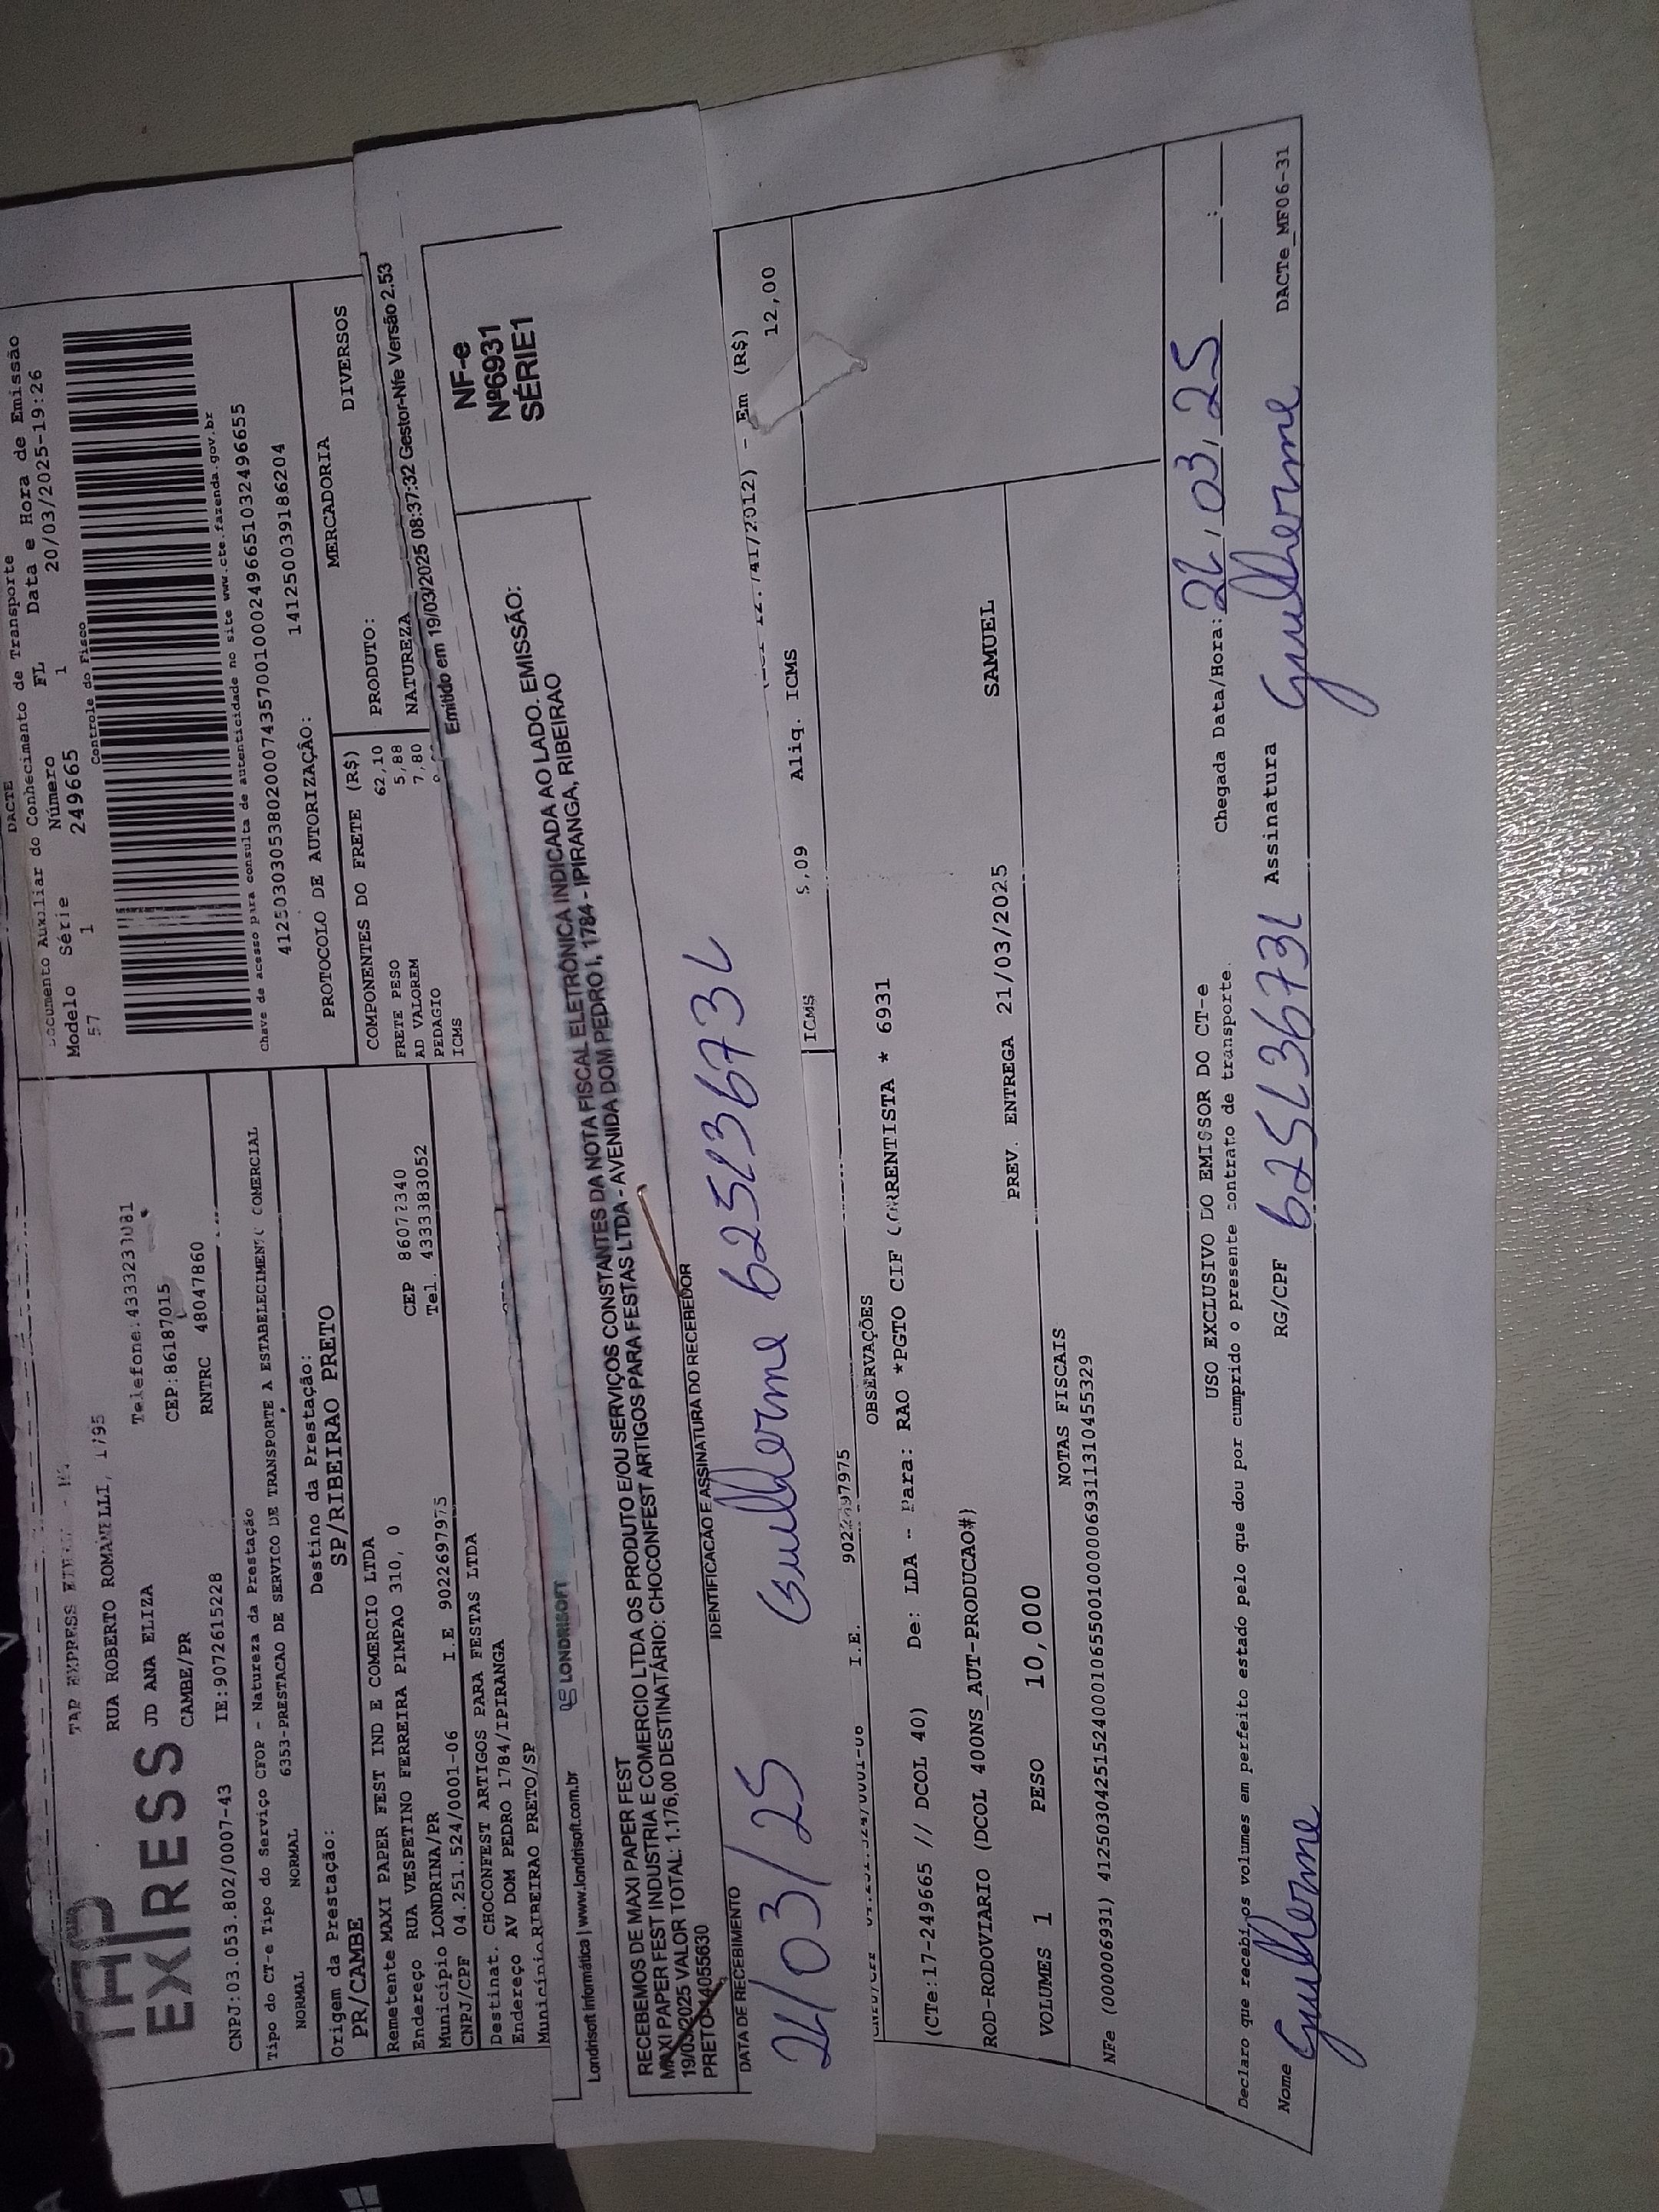 DACTE
Documento Auxiliar do Conhecimento de Transporte
Modelo Série Número FL Data e Hora de Emissão
57 1 249665 1 20/03/2025-19:26
Controle do Fisco
Chave de acesso para consulta de autenticidade no site www.cte.fazenda.gov.br
41250303053802000743570010002496651032496655
PROTOCOLO DE AUTORIZAÇÃO: 141250039186204
TAP EXPRESS
EXPRESS
RUA ROBERTO ROMANELLI, 1795
JD ANA ELIZA Telefone:
CAMBE/PR CEP:86187015
CNPJ:03.053.802/0007-43 IE:9072615228 RNTRC 48047860
Tipo do CT-e Tipo do Serviço CFOP - Natureza da Prestação
NORMAL NORMAL 6353-PRESTACAO DE SERVICO DE TRANSPORTE A ESTABELECIMENTO COMERCIAL
Origem da Prestação: Destino da Prestação:
PR/CAMBE SP/RIBEIRAO PRETO
Remetente MAXI PAPER FEST IND E COMERCIO LTDA
Endereço RUA VESPETINO FERREIRA PIMPAO 310, 0
Município LONDRINA/PR CEP 86072340
CNPJ/CPF 04.251.524/0001-06 I.E 9022697975 Tel. 4333383052
Destinat. CHOCONFEST ARTIGOS PARA FESTAS LTDA
Endereço AV DOM PEDRO 1784/IPIRANGA
Município RIBEIRAO PRETO/SP
COMPONENTES DO FRETE (R$)
FRETE PESO 62,10
AD VALOREM 5,88
PEDAGIO 7,80
ICMS
MERCADORIA
PRODUTO: DIVERSOS
NATUREZA
Emitido em 19/03/2025 08:37:32 Gestor-Nfe Versão 2.53
Londrisoft Informática | www.londrisoft.com.br LONDRISOFT
RECEBEMOS DE MAXI PAPER FEST
MAXI PAPER FEST INDUSTRIA E COMERCIO LTDA OS PRODUTO E/OU SERVIÇOS CONSTANTES DA NOTA FISCAL ELETRÔNICA INDICADA AO LADO. EMISSÃO:
19/03/2025 VALOR TOTAL: 1.176,00 DESTINATÁRIO: CHOCONFEST ARTIGOS PARA FESTAS LTDA - AVENIDA DOM PEDRO I, 1784 - IPIRANGA, RIBEIRAO
PRETO-14055630
NF-e
Nº6931
SÉRIE1
DATA DE RECEBIMENTO IDENTIFICAÇÃO E ASSINATURA DO RECEBEDOR
21/03/25 Guilherme 625136731
12.741/2012) - Em (R$)
I.E. ICMS 5,09 Aliq. ICMS 12,00
OBSERVAÇÕES
(CTe:17-249665 // DCOL 40) De: LDA - Para: RAO *PGTO CIF CORRENTISTA * 6931
ROD-RODOVIARIO (DCOL 400NS_AUT-PRODUCAO#)
VOLUMES 1 PESO 10,000 PREV. ENTREGA 21/03/2025 SAMUEL
NOTAS FISCAIS
NFe (000006931) 41250304251524000106550010000069311310455329
USO EXCLUSIVO DO EMISSOR DO CT-e
Declaro que recebi os volumes em perfeito estado pelo que dou por cumprido o presente contrato de transporte. Chegada Data/Hora: 21,03,25 :
Nome Guilherme RG/CPF 625136731 Assinatura Guilherme
DACTe_MF06-31